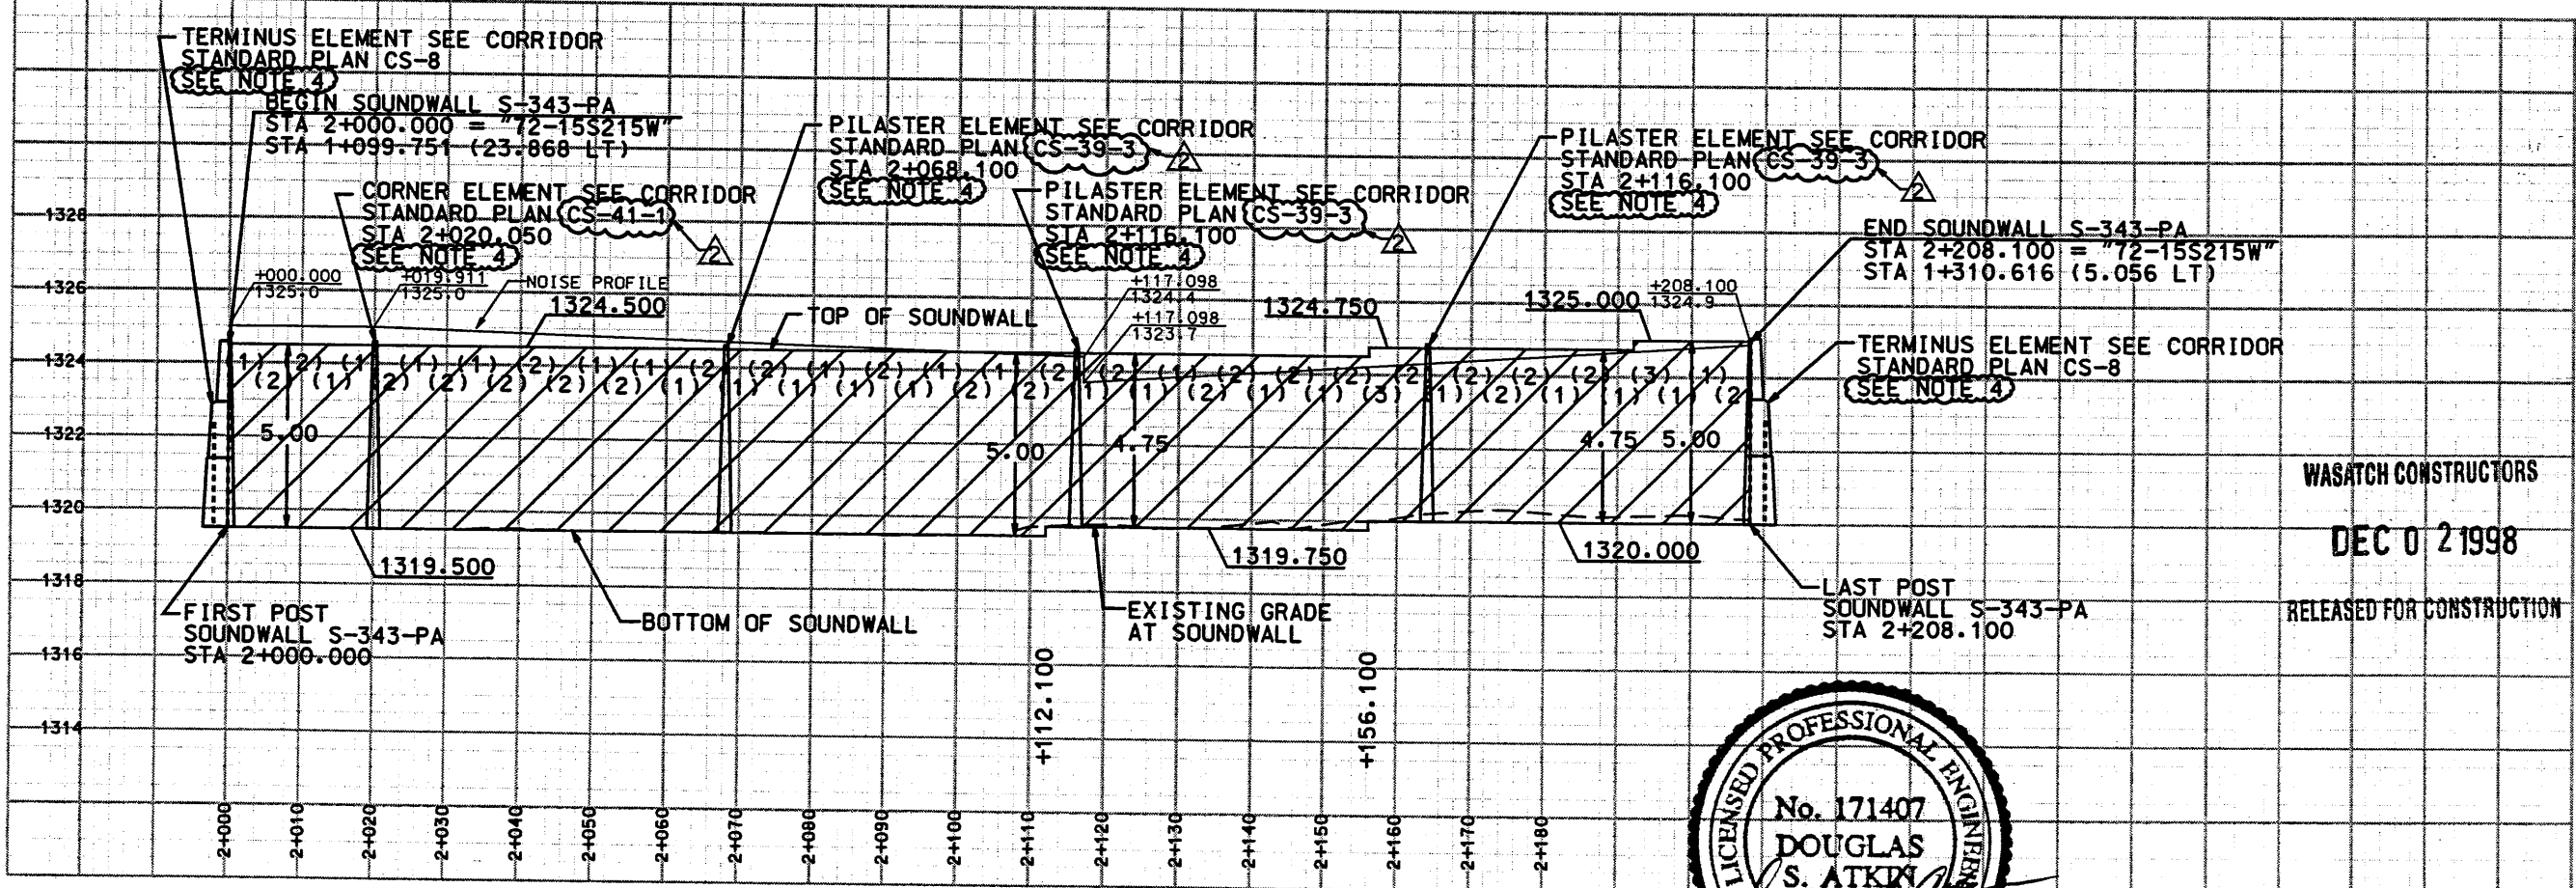 TERMINUS ELEMENT SEE CORRIDOR
STANDARD PLAN CS-8
SEE NOTE 4
BEGIN SOUNDWALL S-343-PA
STA 2+000.000 = "72-15S215W"
STA 1+099.751 (23.868 LT)
CORNER ELEMENT SEE CORRIDOR
STANDARD PLAN CS-41-1
STA 2+020.050
SEE NOTE 4
2
PILASTER ELEMENT SEE CORRIDOR
STANDARD PLAN CS-39-3
STA 2+068.100
SEE NOTE 4
2
PILASTER ELEMENT SEE CORRIDOR
STANDARD PLAN CS-39-3
STA 2+116.100
SEE NOTE 4
2
PILASTER ELEMENT SEE CORRIDOR
STANDARD PLAN CS-39-3
STA 2+116.100
SEE NOTE 4
2
END SOUNDWALL S-343-PA
STA 2+208.100 = "72-15S215W"
STA 1+310.616 (5.056 LT)
TERMINUS ELEMENT SEE CORRIDOR
STANDARD PLAN CS-8
SEE NOTE 4
1328
1326
1324
1322
1320
1318
1316
1314
+000.000
1325.0
+019.911
1325.0
NOISE PROFILE
1324.500
TOP OF SOUNDWALL
+117.098
1324.4
+117.098
1323.7
1324.750
1325.000
+208.100
1324.9
5.00
5.00
4.75
4.75
5.00
1319.500
1319.750
1320.000
FIRST POST
SOUNDWALL S-343-PA
STA 2+000.000
BOTTOM OF SOUNDWALL
EXISTING GRADE
AT SOUNDWALL
LAST POST
SOUNDWALL S-343-PA
STA 2+208.100
+112.100
+156.100
WASATCH CONSTRUCTORS
DEC 0 2 1998
RELEASED FOR CONSTRUCTION
2+000
2+010
2+020
2+040
2+050
2+060
2+070
2+080
2+090
2+100
2+110
2+120
2+130
2+140
2+150
2+160
2+170
2+180
LICENSED PROFESSIONAL ENGINEER
No. 171407
DOUGLAS
S. ATKIN